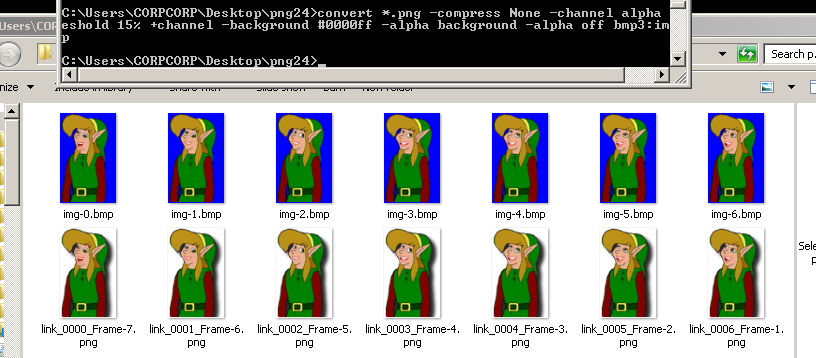 C:\Users\CORPCORP\Desktop\png24>convert *.png -compress None -channel alpha
eshold 15% +channel -background #0000ff -alpha background -alpha off bmp3:im
p
C:\Users\CORPCORP\Desktop\png24>_
Users\CORPC
Search p..
nize
img-0.bmp img-1.bmp img-2.bmp img-3.bmp img-4.bmp img-5.bmp img-6.bmp
Sele
p
link_0000_Frame-7. link_0001_Frame-6. link_0002_Frame-5. link_0003_Frame-4. link_0004_Frame-3. link_0005_Frame-2. link_0006_Frame-1.
png png png png png png png